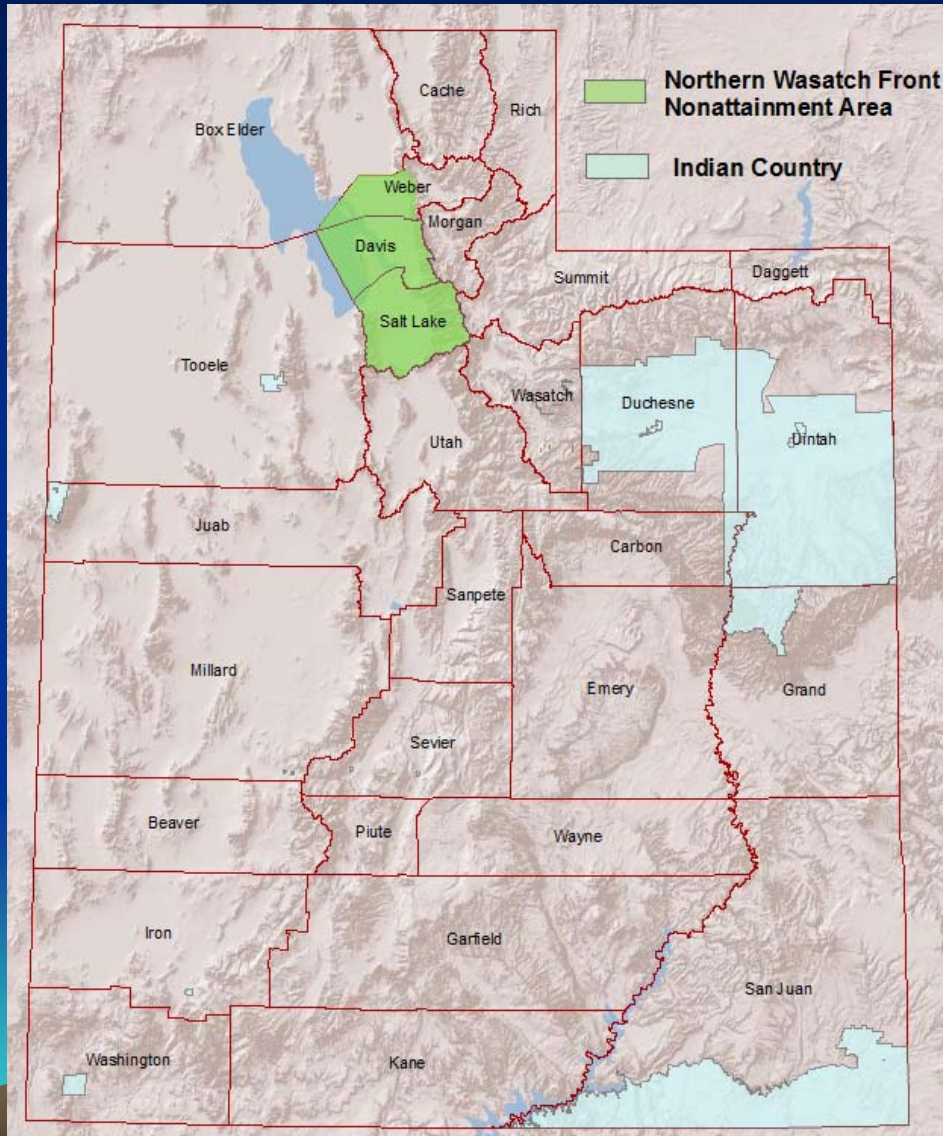 Northern Wasatch Front
Nonattainment Area
Indian Country
Cache
Rich
Box Elder
Weber
Morgan
Davis
Summit
Daggett
Salt Lake
Tooele
Wasatch
Duchesne
Uintah
Utah
Juab
Carbon
Sanpete
Millard
Emery
Grand
Sevier
Beaver
Piute
Wayne
Iron
Garfield
San Juan
Washington
Kane